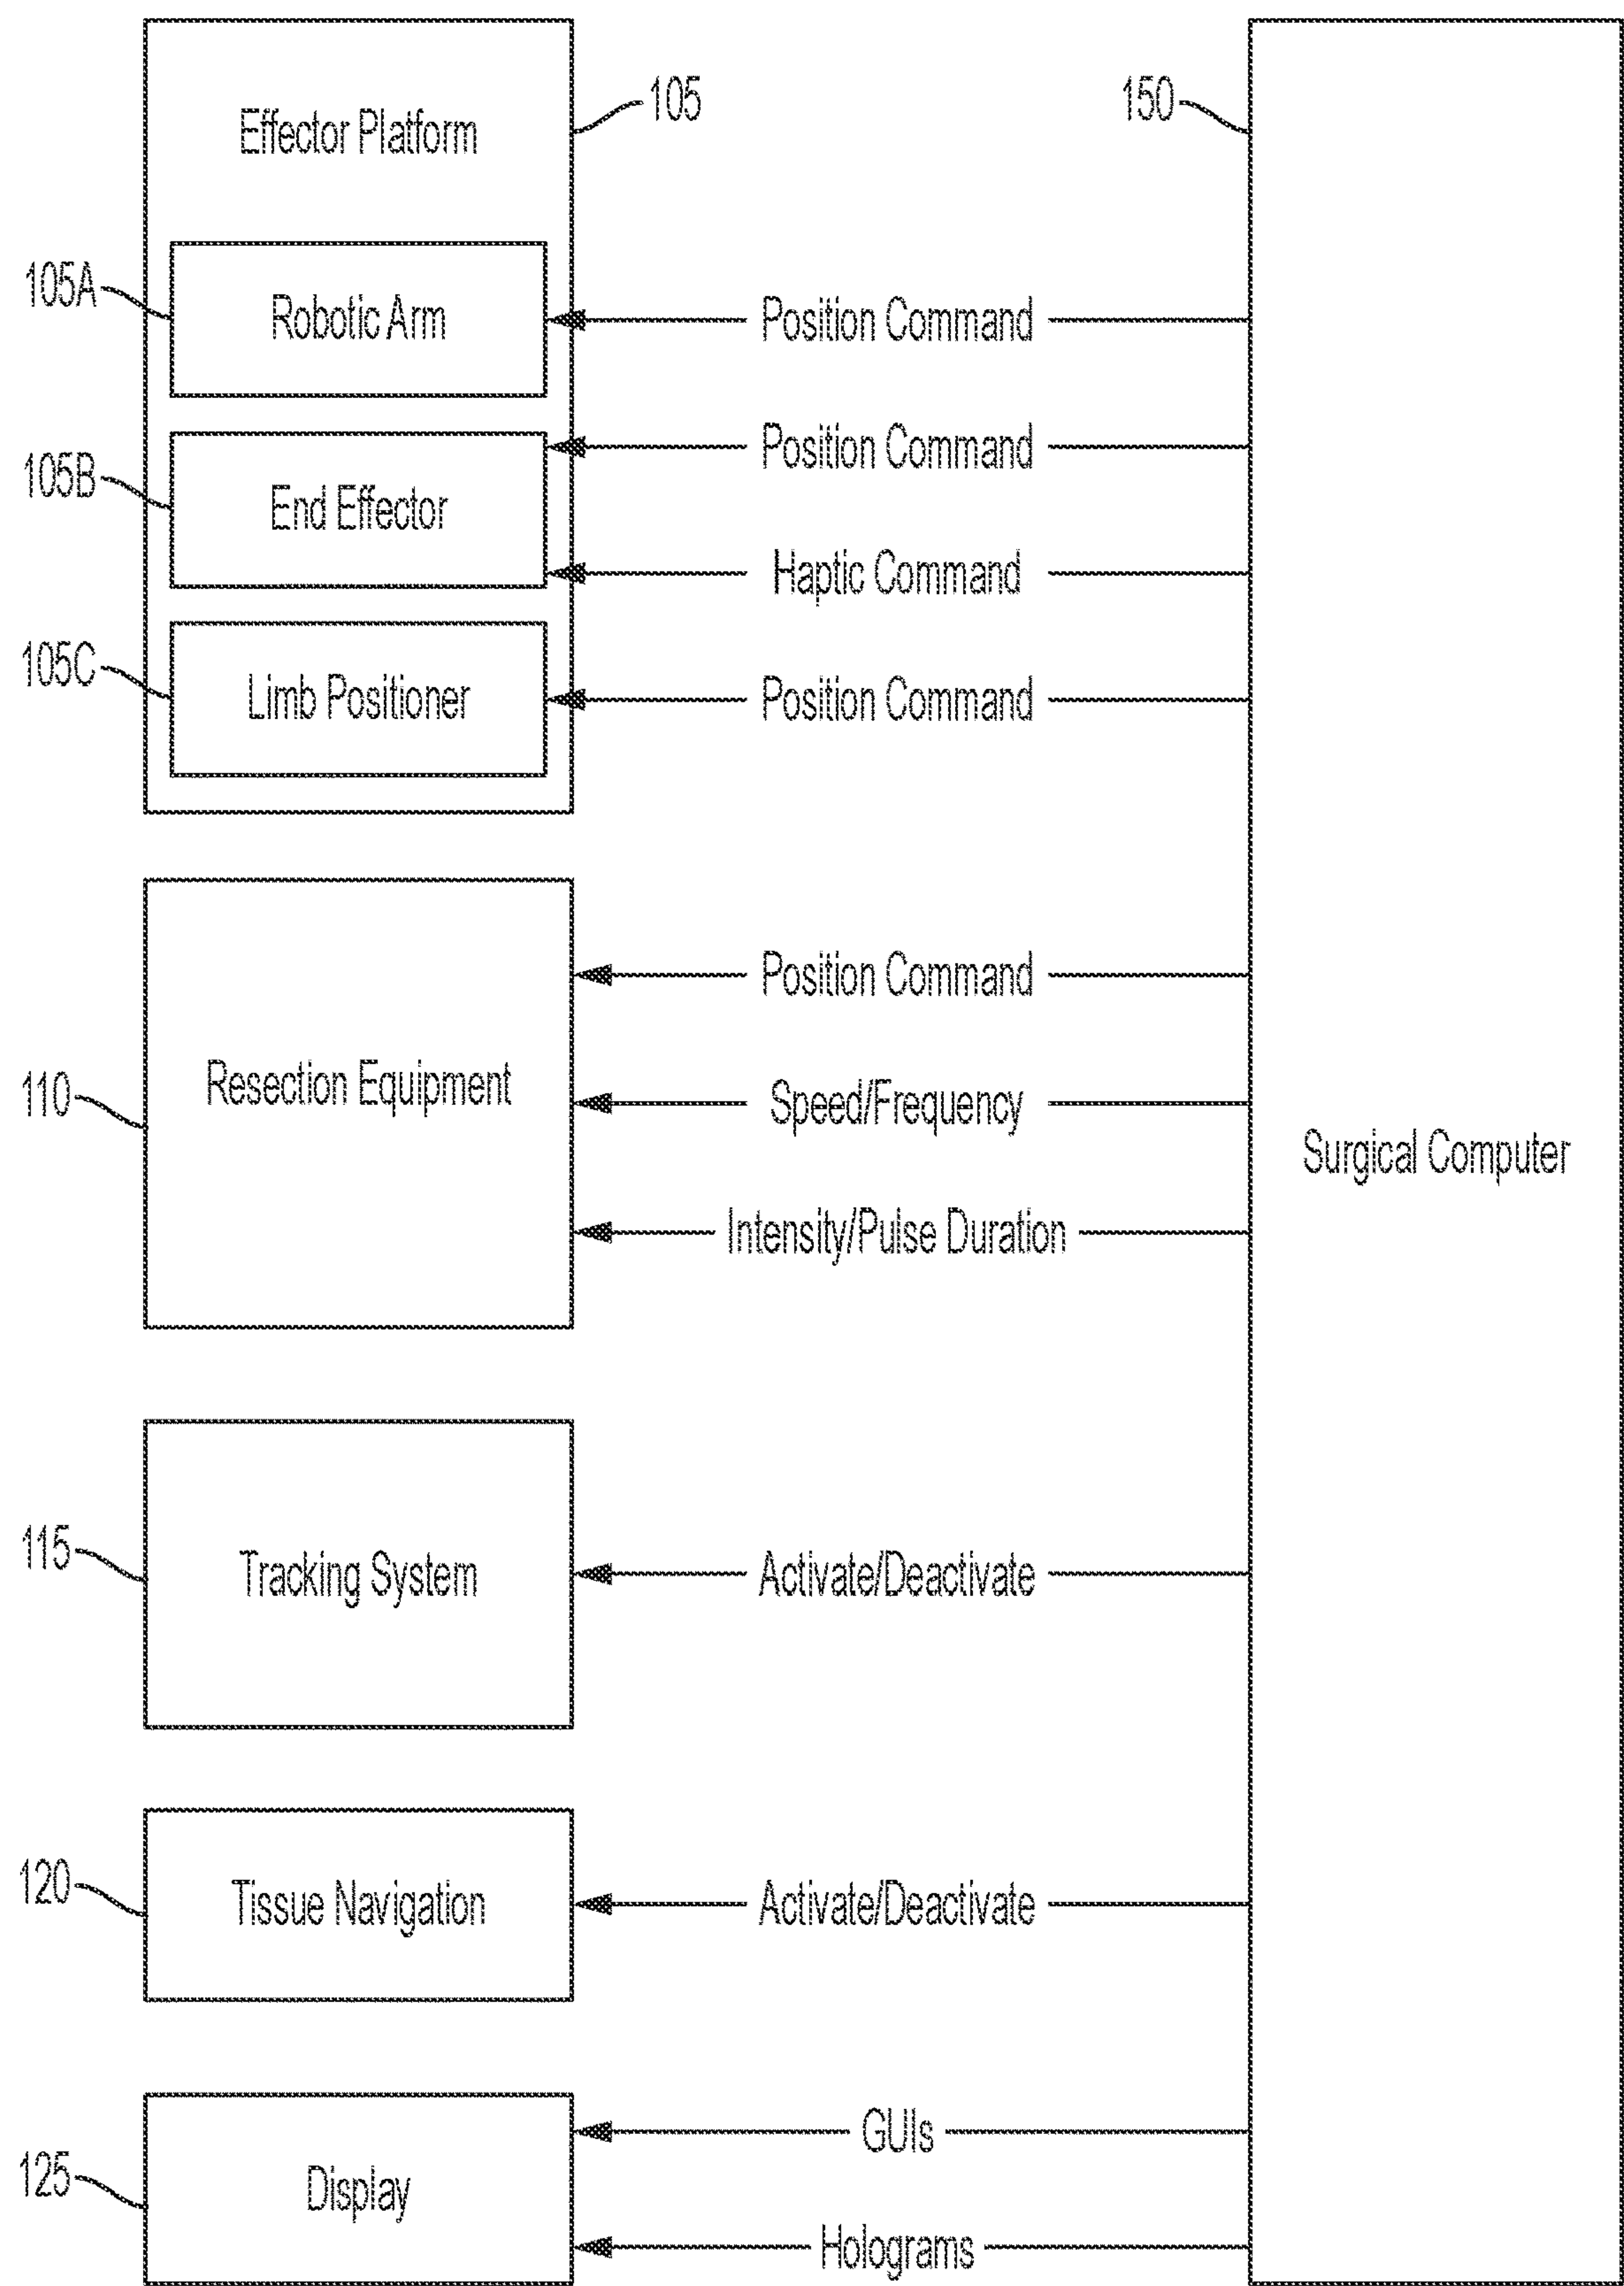 Effector Platform
105
150
105A
Robotic Arm
Position Command
Position Command
105B
End Effector
Haptic Command
105C
Limb Positioner
Position Command
Position Command
110
Resection Equipment
Speed/Frequency
Surgical Computer
Intensity/Pulse Duration
115
Tracking System
Activate/Deactivate
120
Tissue Navigation
Activate/Deactivate
GUIs
125
Display
Holograms